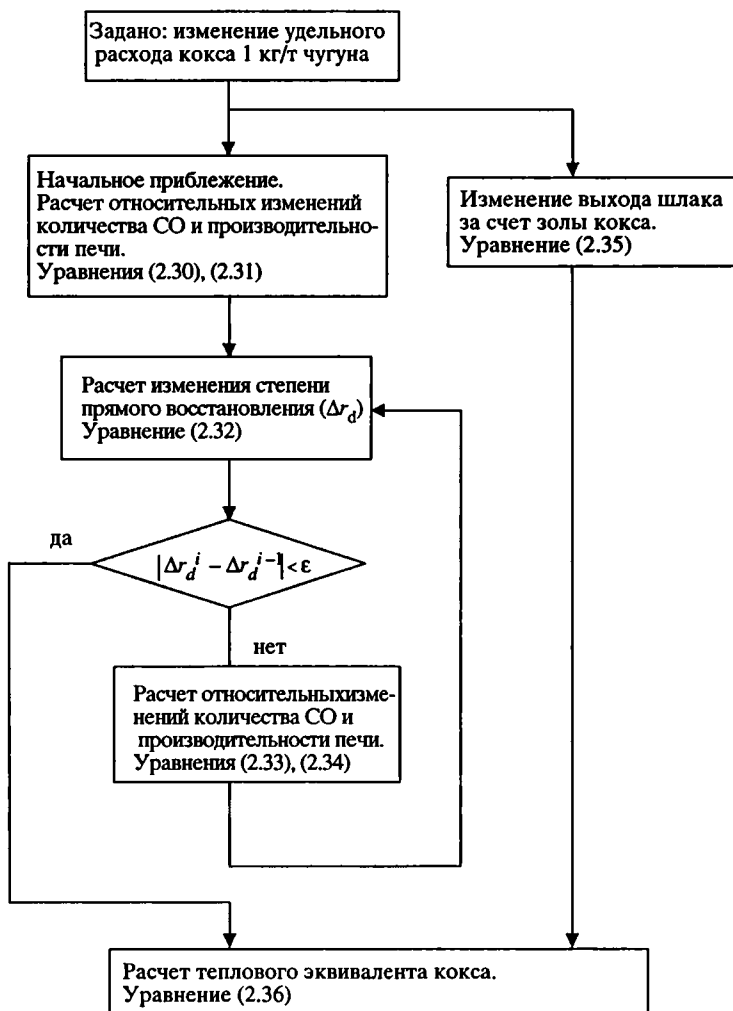 Задано: изменение удельного
расхода кокса 1 кг/т чугуна
Начальное приблежение.
Расчет относительных изменений
количества СО и производительно-
сти печи.
Уравнения (2.30), (2.31)
Изменение выхода шлака
за счет золы кокса.
Уравнение (2.35)
Расчет изменения степени
прямого восстановления (Δr_d)
Уравнение (2.32)
да
|Δr_d^i − Δr_d^{i−1}| < ε
нет
Расчет относительныхизме-
нений количества СО и
производительности печи.
Уравнения (2.33), (2.34)
Расчет теплового эквивалента кокса.
Уравнение (2.36)